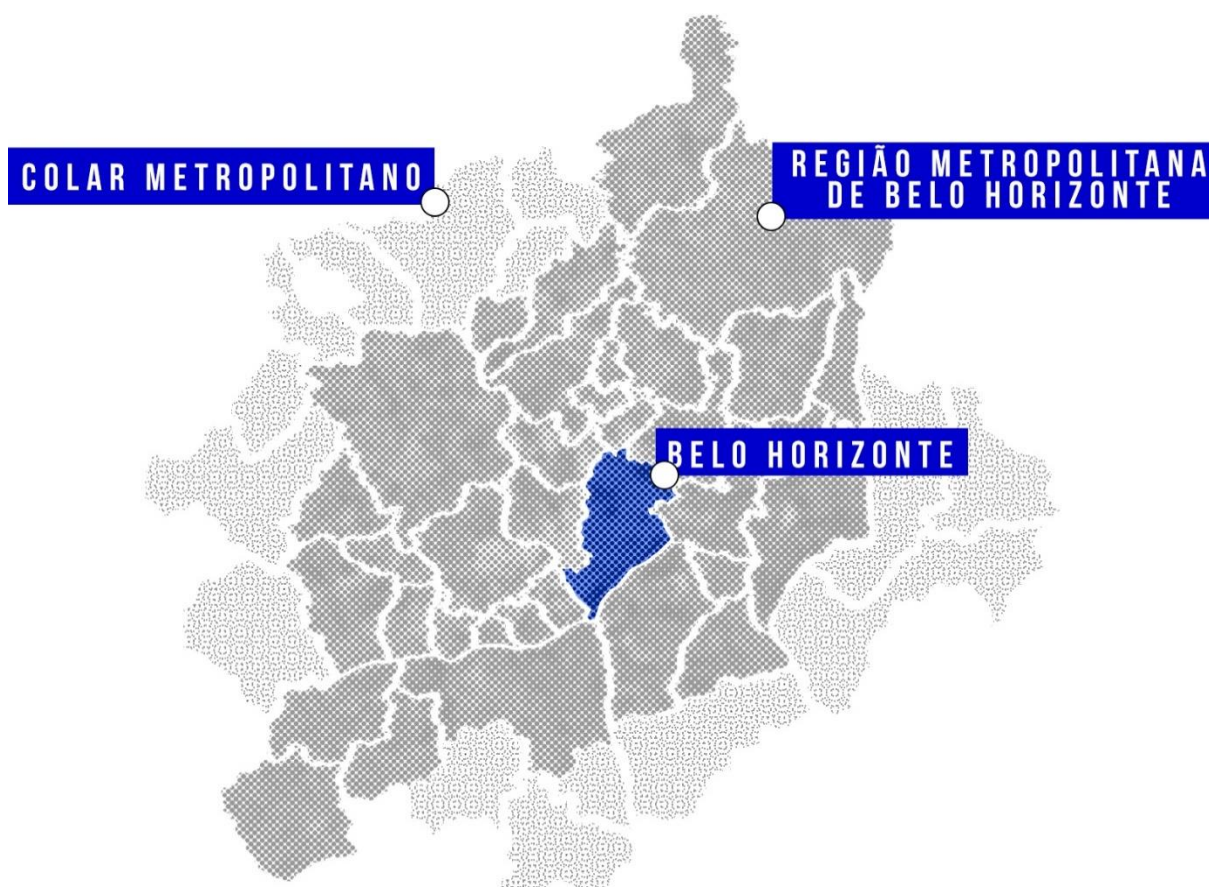 COLAR METROPOLITANO
REGIÃO METROPOLITANA
DE BELO HORIZONTE
BELO HORIZONTE